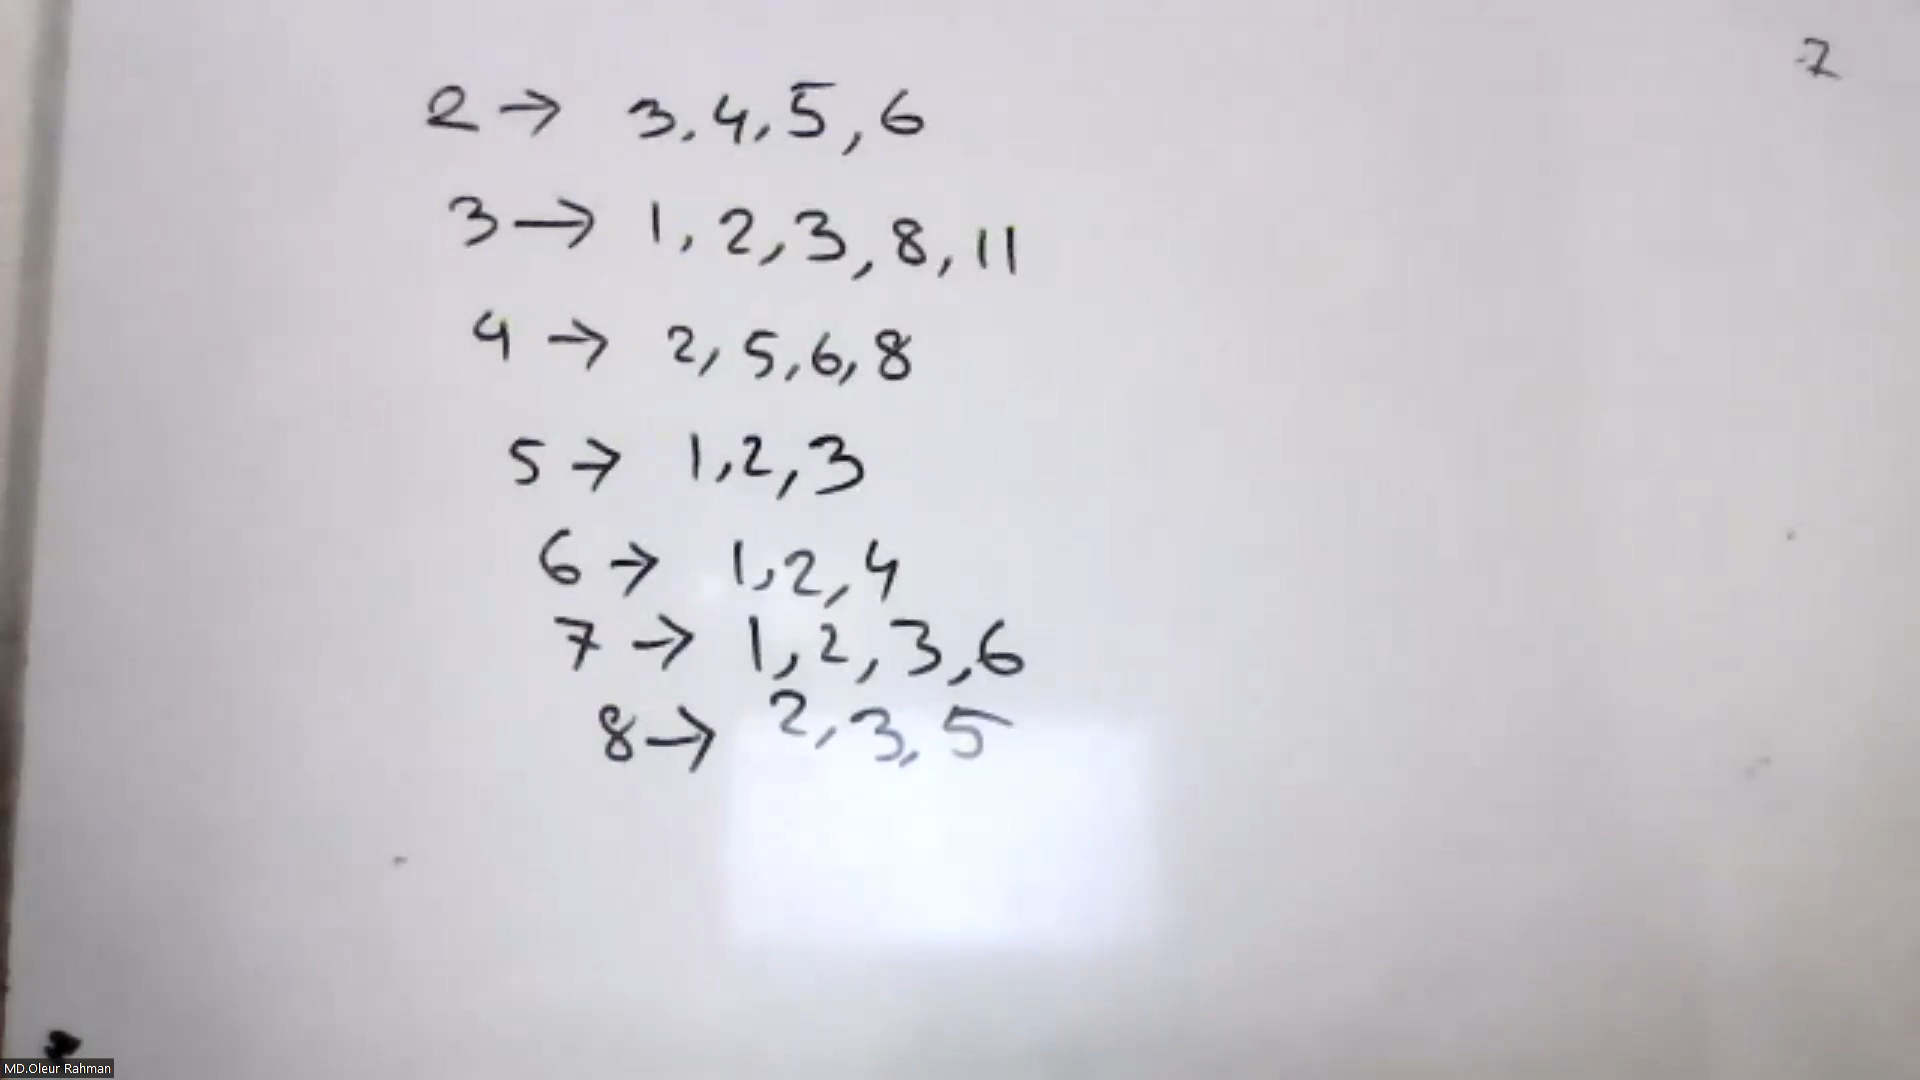 7
2 → 3, 4, 5, 6
3 → 1, 2, 3, 8, 11
4 → 2, 5, 6, 8
5 → 1, 2, 3
6 → 1, 2, 4
7 → 1, 2, 3, 6
8 → 2, 3, 5
MD.Oleur Rahman